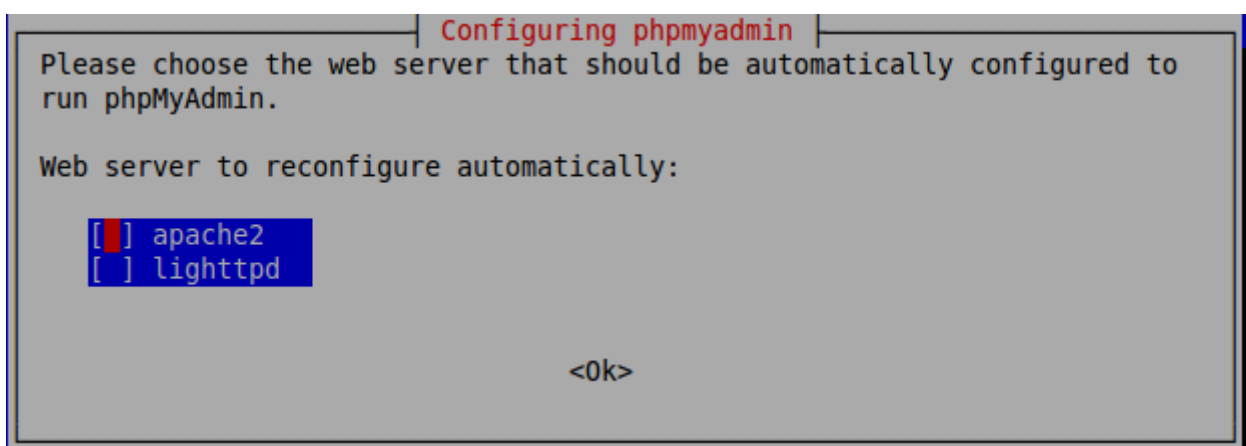 Configuring phpmyadmin
Please choose the web server that should be automatically configured to
run phpMyAdmin.
Web server to reconfigure automatically:
[ ] apache2
[ ] lighttpd
<Ok>